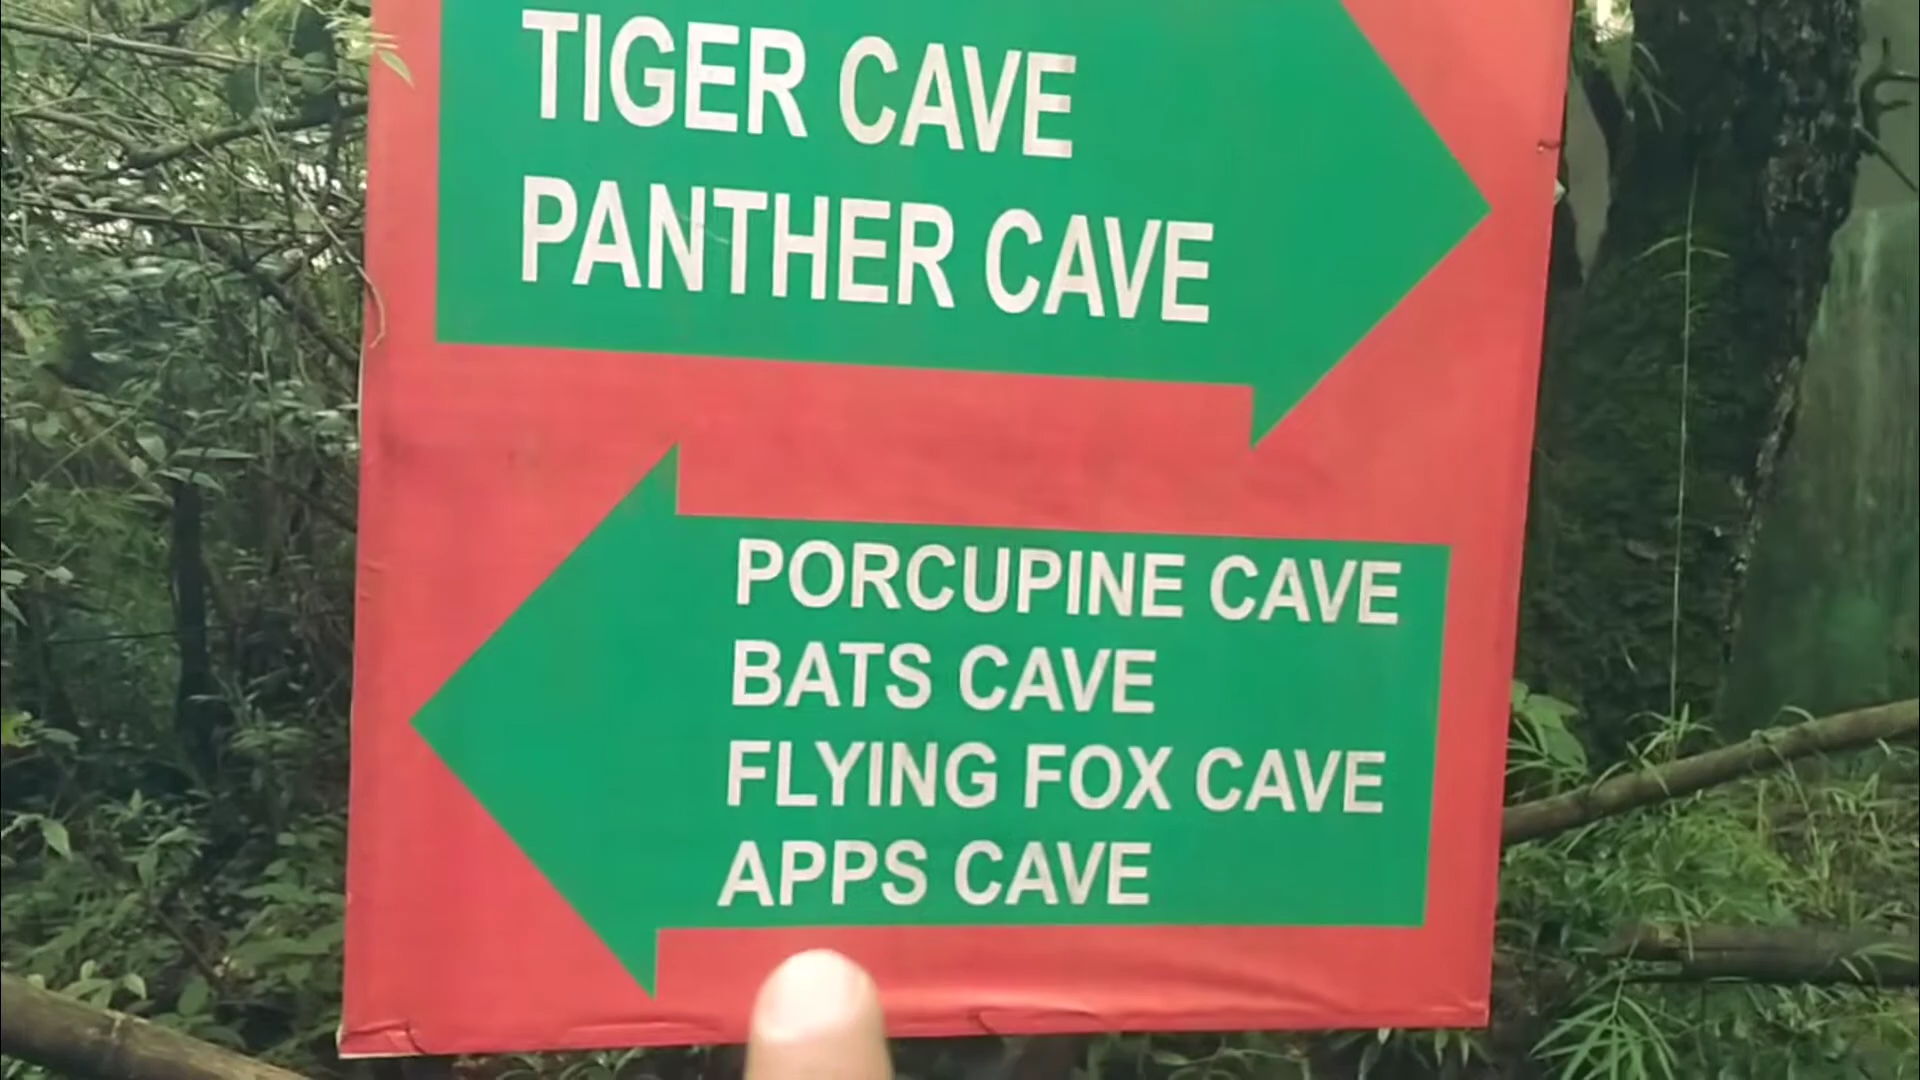 TIGER CAVE
PANTHER CAVE
PORCUPINE CAVE
BATS CAVE
FLYING FOX CAVE
APPS CAVE